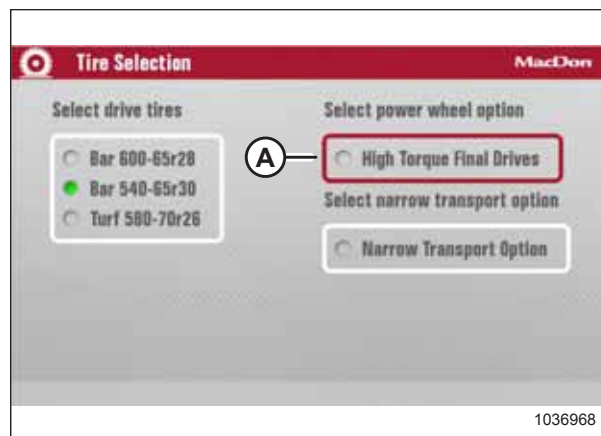 Tire Selection
MacDon
Select drive tires
Bar 600-65r28
Bar 540-65r30
Turf 580-70r26
Select power wheel option
A
High Torque Final Drives
Select narrow transport option
Narrow Transport Option
1036968